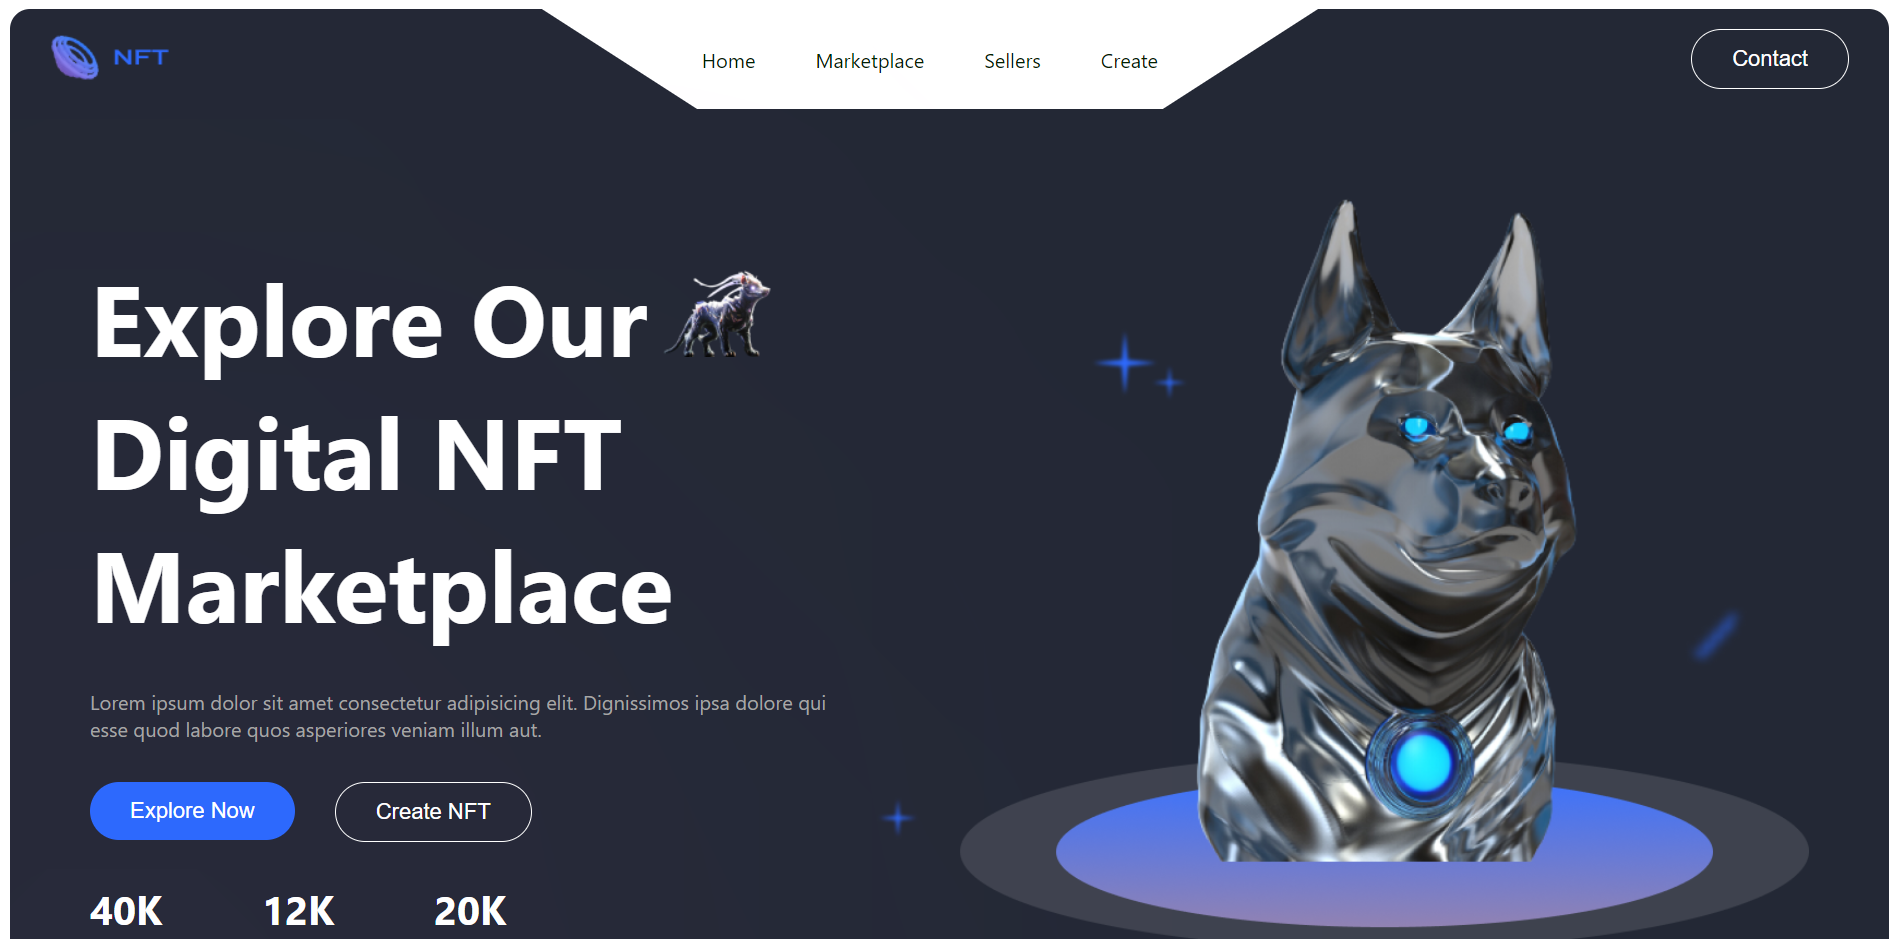 NFT
Home
Marketplace
Sellers
Create
Contact
Explore Our
Digital NFT
Marketplace
Lorem ipsum dolor sit amet consectetur adipisicing elit. Dignissimos ipsa dolore qui
esse quod labore quos asperiores veniam illum aut.
Explore Now
Create NFT
40K
12K
20K